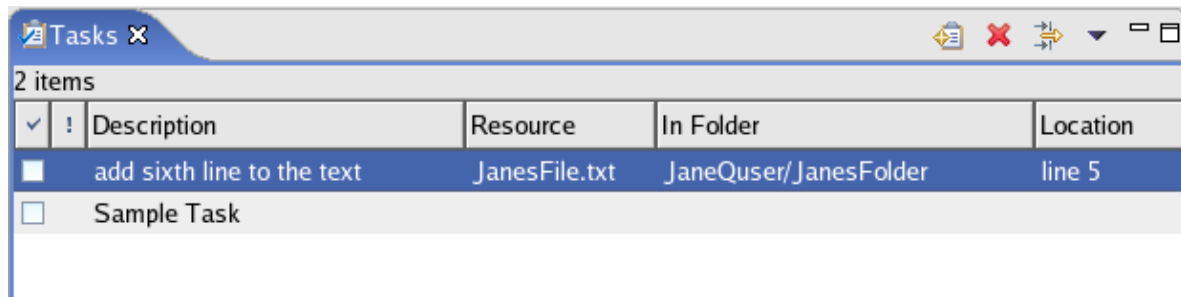 Tasks
2 items
! Description Resource In Folder Location
add sixth line to the text JanesFile.txt JaneQuser/JanesFolder line 5
Sample Task